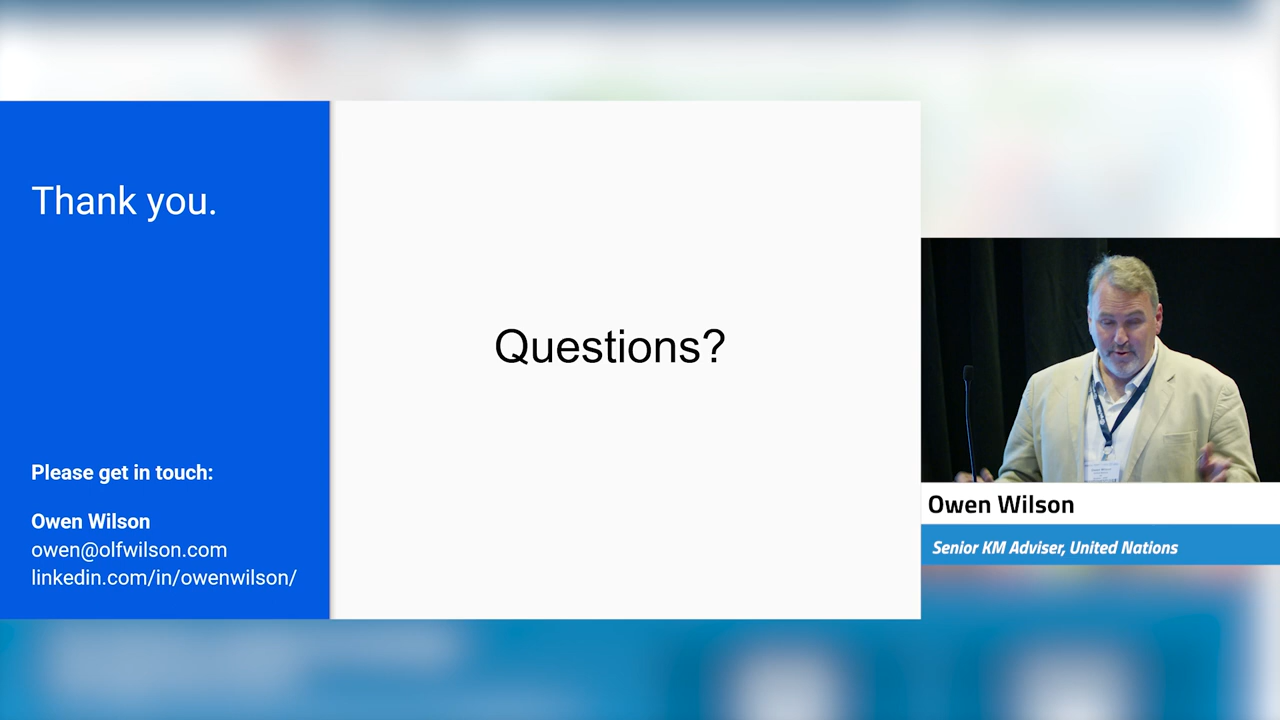 Thank you.
Questions?
Please get in touch:
Owen Wilson
owen@olfwilson.com
linkedin.com/in/owenwilson/
Owen Wilson
Senior KM Adviser, United Nations